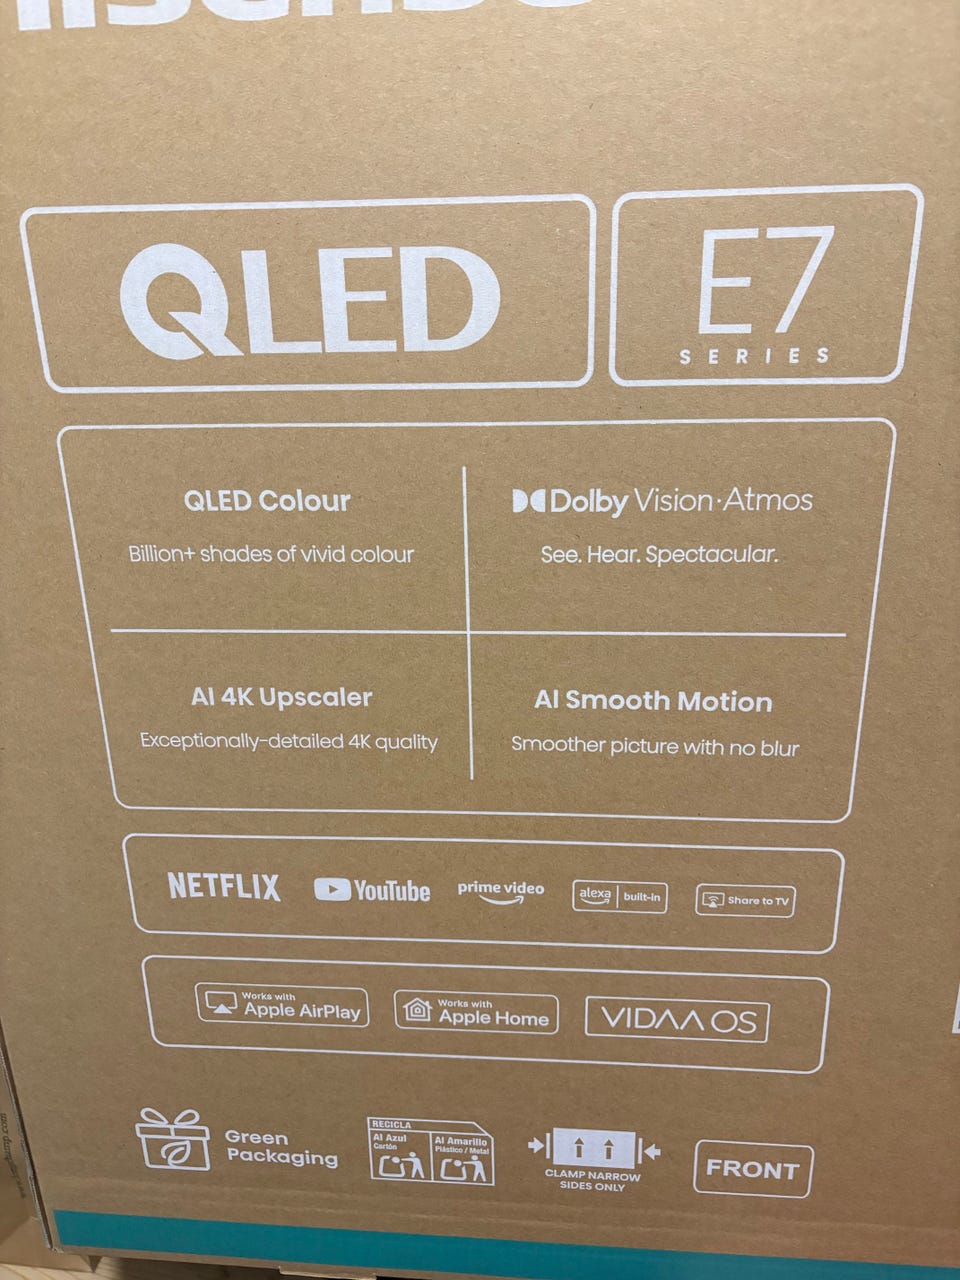 Hisense
QLED
E7
SERIES
QLED Colour
Billion+ shades of vivid colour
Dolby Vision·Atmos
See. Hear. Spectacular.
AI 4K Upscaler
Exceptionally-detailed 4K quality
AI Smooth Motion
Smoother picture with no blur
NETFLIX
YouTube
prime video
alexa built-in
Share to TV
Works with
Apple AirPlay
Works with
Apple Home
VIDAA OS
Green
Packaging
RECICLA
Al Azul
Cartón
Al Amarillo
Plástico / Metal
CLAMP NARROW
SIDES ONLY
FRONT